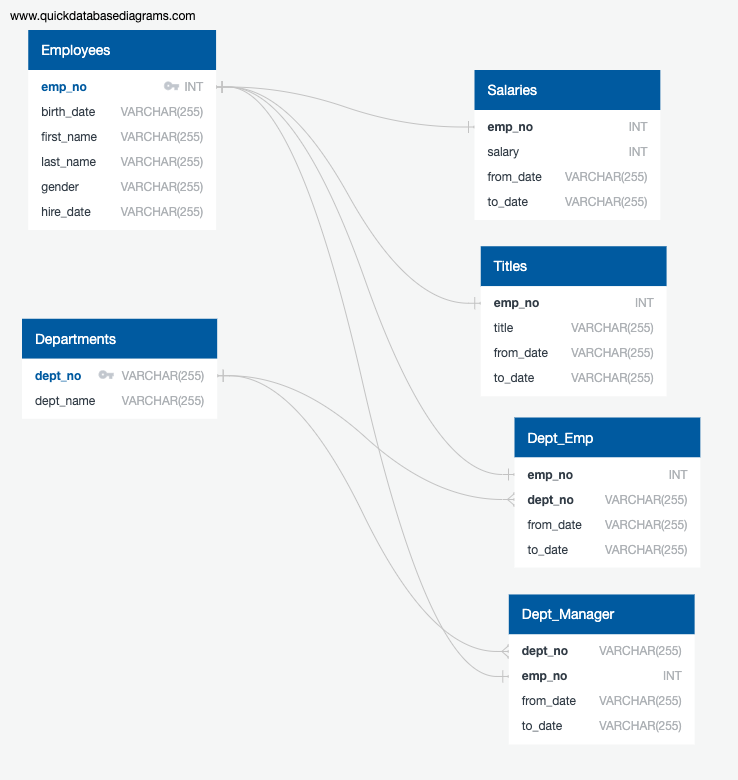 www.quickdatabasediagrams.com
Employees
emp_no INT
birth_date VARCHAR(255)
first_name VARCHAR(255)
last_name VARCHAR(255)
gender VARCHAR(255)
hire_date VARCHAR(255)
Departments
dept_no VARCHAR(255)
dept_name VARCHAR(255)
Salaries
emp_no INT
salary INT
from_date VARCHAR(255)
to_date VARCHAR(255)
Titles
emp_no INT
title VARCHAR(255)
from_date VARCHAR(255)
to_date VARCHAR(255)
Dept_Emp
emp_no INT
dept_no VARCHAR(255)
from_date VARCHAR(255)
to_date VARCHAR(255)
Dept_Manager
dept_no VARCHAR(255)
emp_no INT
from_date VARCHAR(255)
to_date VARCHAR(255)